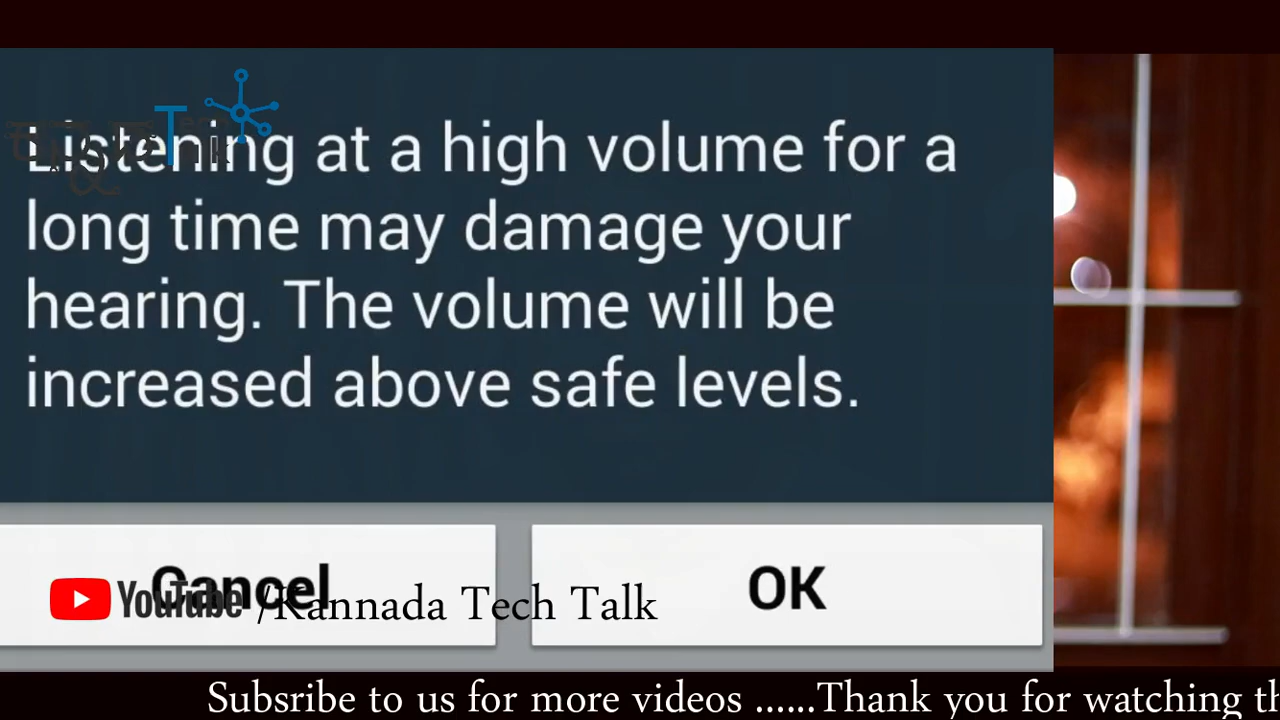 Listening at a high volume for a
long time may damage your
hearing. The volume will be
increased above safe levels.
Cancel
OK
YouTube /Kannada Tech Talk
Subsribe to us for more videos ......Thank you for watching th